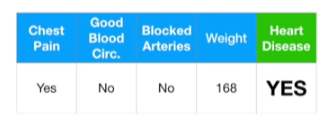 Chest Pain
Good Blood Circ.
Blocked Arteries
Weight
Heart Disease
Yes
No
No
168
YES